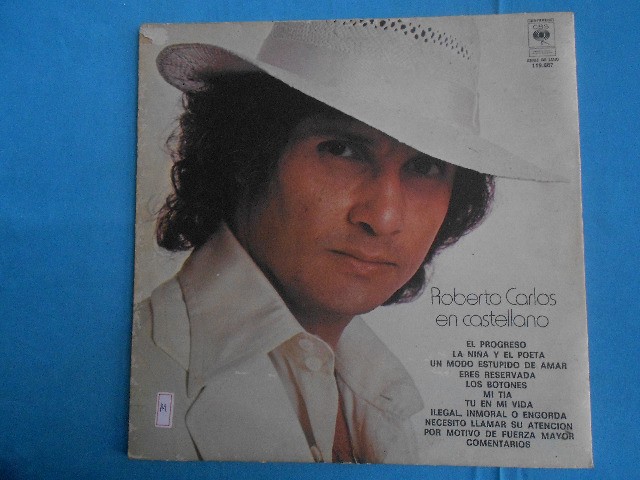 CBS
119.667
Roberto Carlos
en castellano
EL PROGRESO
LA NIÑA Y EL POETA
UN MODO ESTUPIDO DE AMAR
ERES RESERVADA
LOS BOTONES
MI TIA
TU EN MI VIDA
ILEGAL, INMORAL O ENGORDA
NECESITO LLAMAR SU ATENCION
POR MOTIVO DE FUERZA MAYOR
COMENTARIOS
M